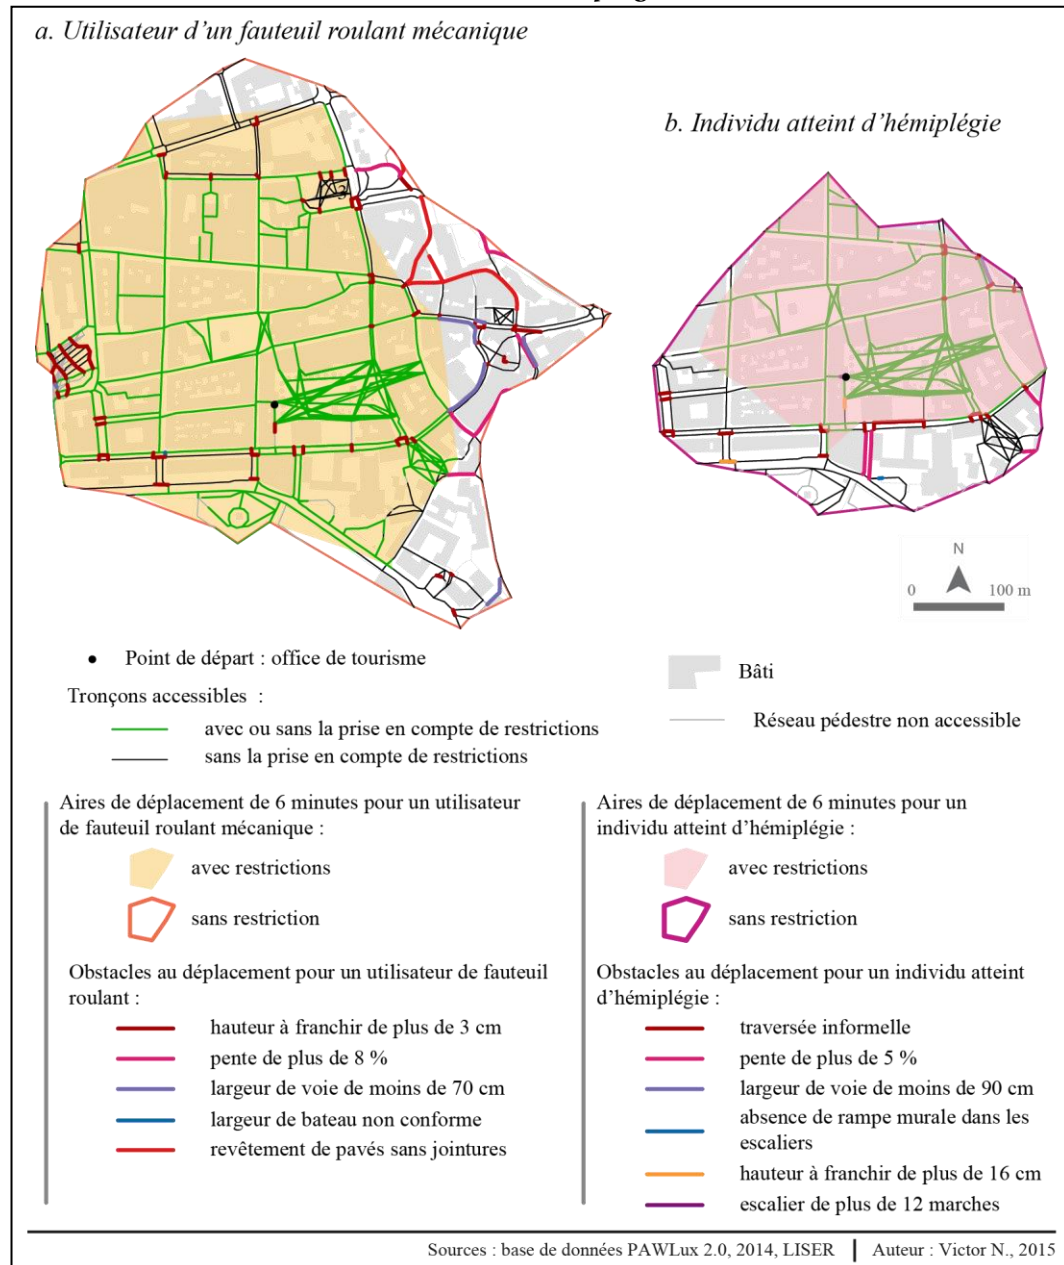 a. Utilisateur d'un fauteuil roulant mécanique
b. Individu atteint d'hémiplégie
N
0 100 m
Point de départ : office de tourisme
Tronçons accessibles :
avec ou sans la prise en compte de restrictions
sans la prise en compte de restrictions
Bâti
Réseau pédestre non accessible
Aires de déplacement de 6 minutes pour un utilisateur
de fauteuil roulant mécanique :
avec restrictions
sans restriction
Obstacles au déplacement pour un utilisateur de fauteuil
roulant :
hauteur à franchir de plus de 3 cm
pente de plus de 8 %
largeur de voie de moins de 70 cm
largeur de bateau non conforme
revêtement de pavés sans jointures
Aires de déplacement de 6 minutes pour un
individu atteint d'hémiplégie :
avec restrictions
sans restriction
Obstacles au déplacement pour un individu atteint
d'hémiplégie :
traversée informelle
pente de plus de 5 %
largeur de voie de moins de 90 cm
absence de rampe murale dans les
escaliers
hauteur à franchir de plus de 16 cm
escalier de plus de 12 marches
Sources : base de données PAWLux 2.0, 2014, LISER | Auteur : Victor N., 2015